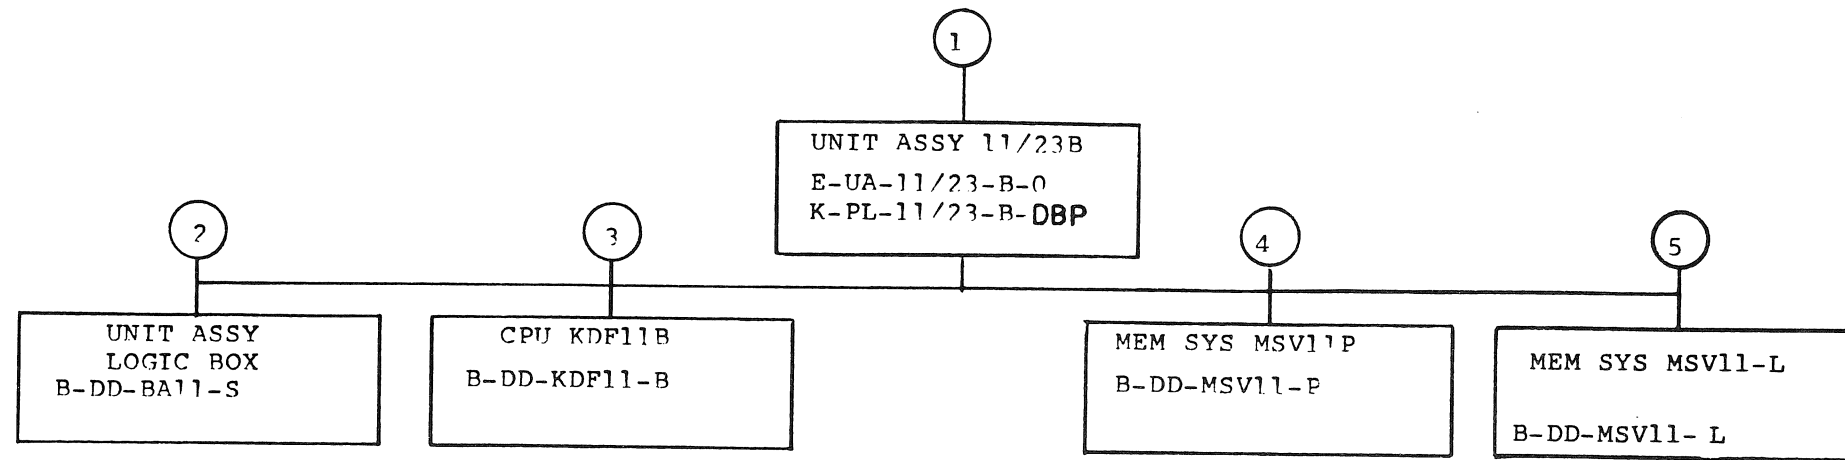 1
UNIT ASSY 11/23B
E-UA-11/23-B-0
K-PL-11/23-B-DBP
2
3
4
5
UNIT ASSY
LOGIC BOX
B-DD-BA11-S
CPU KDF11B
B-DD-KDF11-B
MEM SYS MSV11P
B-DD-MSV11-P
MEM SYS MSV11-L
B-DD-MSV11- L